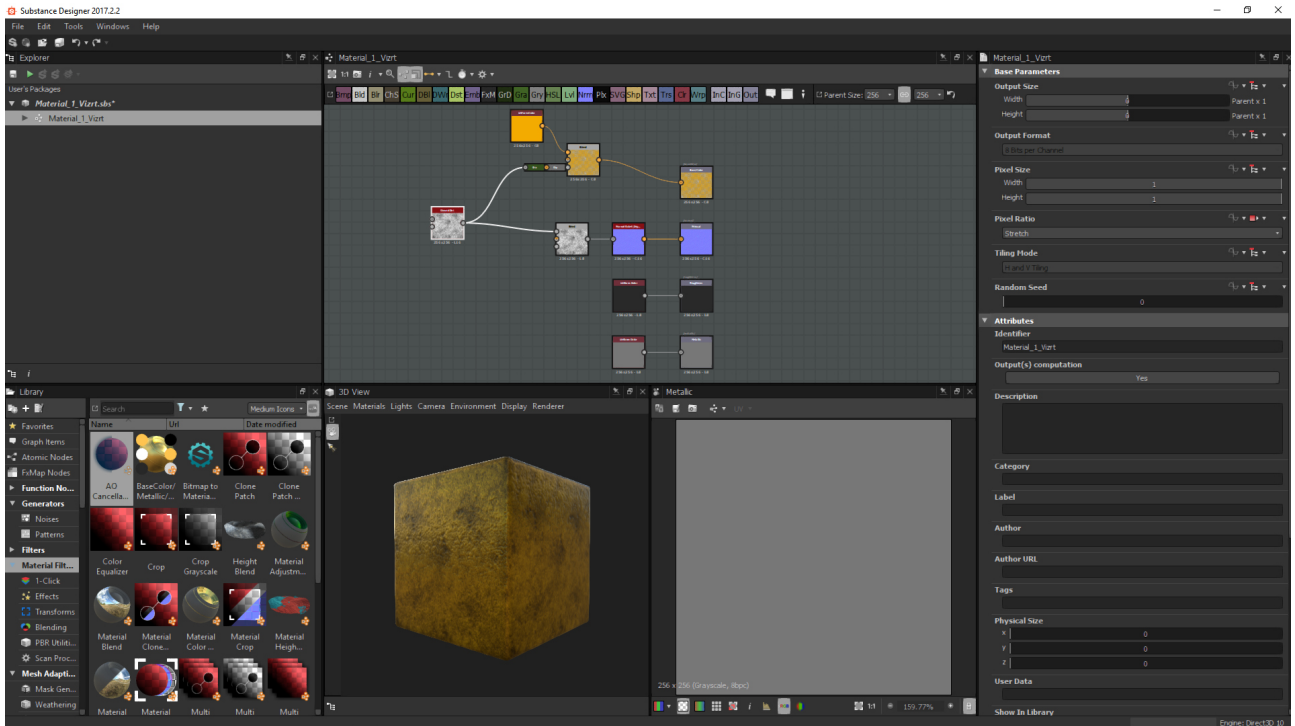 Substance Designer 2017.2.2
File Edit Tools Windows Help
Explorer
User's Packages
Material_1_Vizrt.sbs*
Material_1_Vizrt
Material_1_Vizrt
1:1
Bmp Bld Blr ChS Cur DBl DWr Dst Emb FxM GrD Gra Gry HSL Lvl Nrm Plx SVG Shp Txt Trs Clr Wrp InC InG Out
Parent Size: 256 256
Library
Search
Medium Icons
Favorites
Graph Items
Atomic Nodes
FxMap Nodes
Function No...
Generators
Noises
Patterns
Filters
Material Filt...
1-Click
Effects
Transforms
Blending
PBR Utiliti...
Scan Proc...
Mesh Adapti...
Mask Gen...
Weathering
Name Url Date modified
AO Cancella...
BaseColor/ Metallic/...
Bitmap to Materia...
Clone Patch
Clone Patch ...
Color Equalizer
Crop
Crop Grayscale
Height Blend
Material Adjustm...
Material Blend
Material Clone...
Material Color ...
Material Crop
Material Heigh...
Material
Material
Multi
Multi
Multi
3D View
Scene Materials Lights Camera Environment Display Renderer
Metallic
UV
256 x 256 (Grayscale, 8bpc)
1:1
159.77%
Material_1_Vizrt
Base Parameters
Output Size
Width
Parent x 1
Height
Parent x 1
Output Format
8 Bits per Channel
Pixel Size
Width
1
Height
1
Pixel Ratio
Stretch
Tiling Mode
H and V Tiling
Random Seed
0
Attributes
Identifier
Material_1_Vizrt
Output(s) computation
Yes
Description
Category
Label
Author
Author URL
Tags
Physical Size
x 0
y 0
z 0
User Data
Show In Library
Engine: Direct3D 10